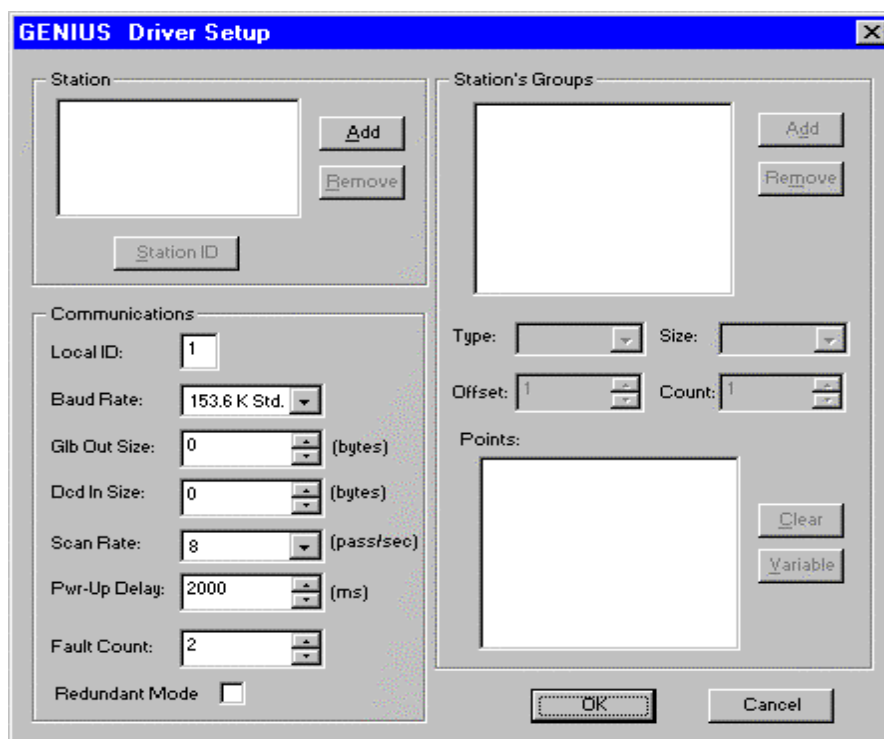 GENIUS Driver Setup
Station
Add
Remove
Station ID
Communications
Local ID: 1
Baud Rate: 153.6 K Std.
Glb Out Size: 0 (bytes)
Dcd In Size: 0 (bytes)
Scan Rate: 8 (pass/sec)
Pwr-Up Delay: 2000 (ms)
Fault Count: 2
Redundant Mode
Station's Groups
Add
Remove
Type: Size:
Offset: 1 Count: 1
Points:
Clear
Variable
OK Cancel